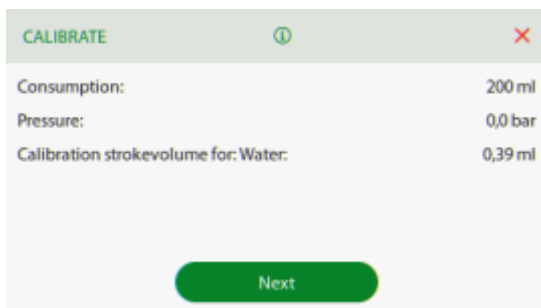 CALIBRATE
Consumption: 200 ml
Pressure: 0,0 bar
Calibration strokevolume for: Water: 0,39 ml
Next